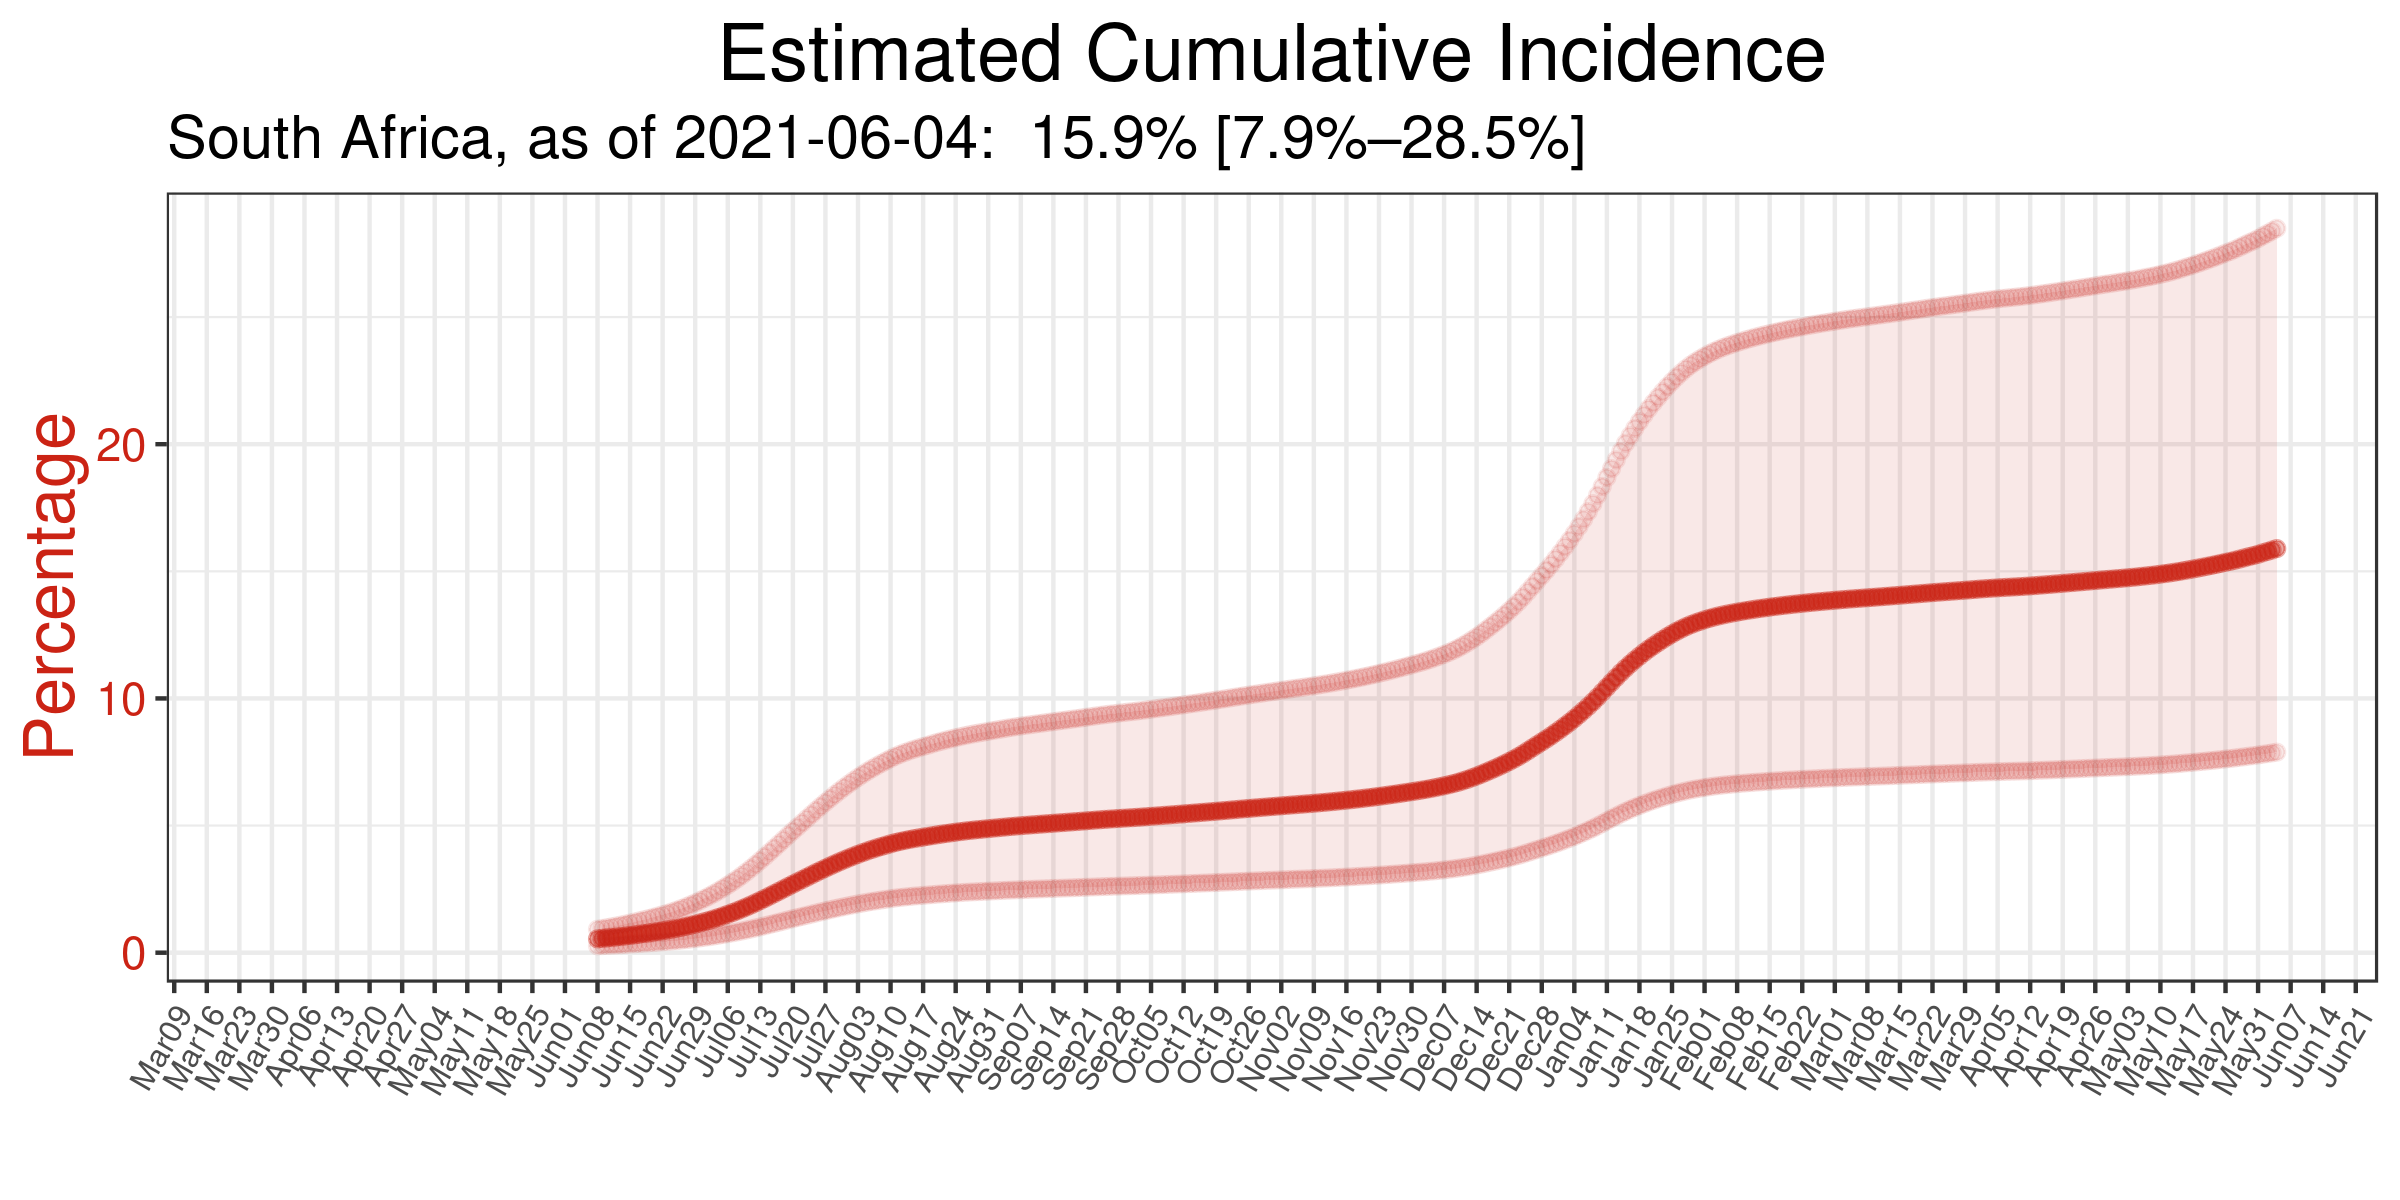 Estimated Cumulative Incidence
South Africa, as of 2021-06-04:  15.9% [7.9%–28.5%]
Percentage
20
10
0
Mar09 Mar16 Mar23 Mar30 Apr06 Apr13 Apr20 Apr27 May04 May11 May18 May25 Jun01 Jun08 Jun15 Jun22 Jun29 Jul06 Jul13 Jul20 Jul27 Aug03 Aug10 Aug17 Aug24 Aug31 Sep07 Sep14 Sep21 Sep28 Oct05 Oct12 Oct19 Oct26 Nov02 Nov09 Nov16 Nov23 Nov30 Dec07 Dec14 Dec21 Dec28 Jan04 Jan11 Jan18 Jan25 Feb01 Feb08 Feb15 Feb22 Mar01 Mar08 Mar15 Mar22 Mar29 Apr05 Apr12 Apr19 Apr26 May03 May10 May17 May24 May31 Jun07 Jun14 Jun21